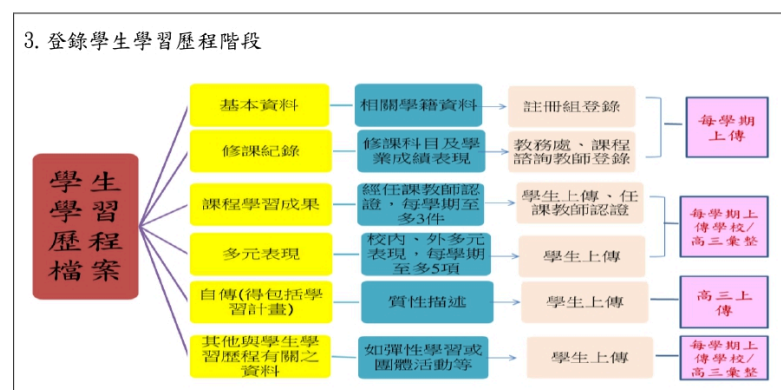 3. 登錄學生學習歷程階段
學生
學習
歷程
檔案
基本資料
相關學籍資料
註冊組登錄
每學期
上傳
修課紀錄
修課科目及學
業成績表現
教務處、課程
諮詢教師登錄
課程學習成果
經任課教師認
證，每學期至
多3件
學生上傳、任
課教師認證
每學期上
傳學校/
高三彙整
多元表現
校內、外多元
表現，每學期
至多5項
學生上傳
自傳(得包括學
習計畫)
質性描述
學生上傳
高三上
傳
其他與學生學
習歷程有關之
資料
如彈性學習或
團體活動等
學生上傳
每學期上
傳學校/
高三彙整